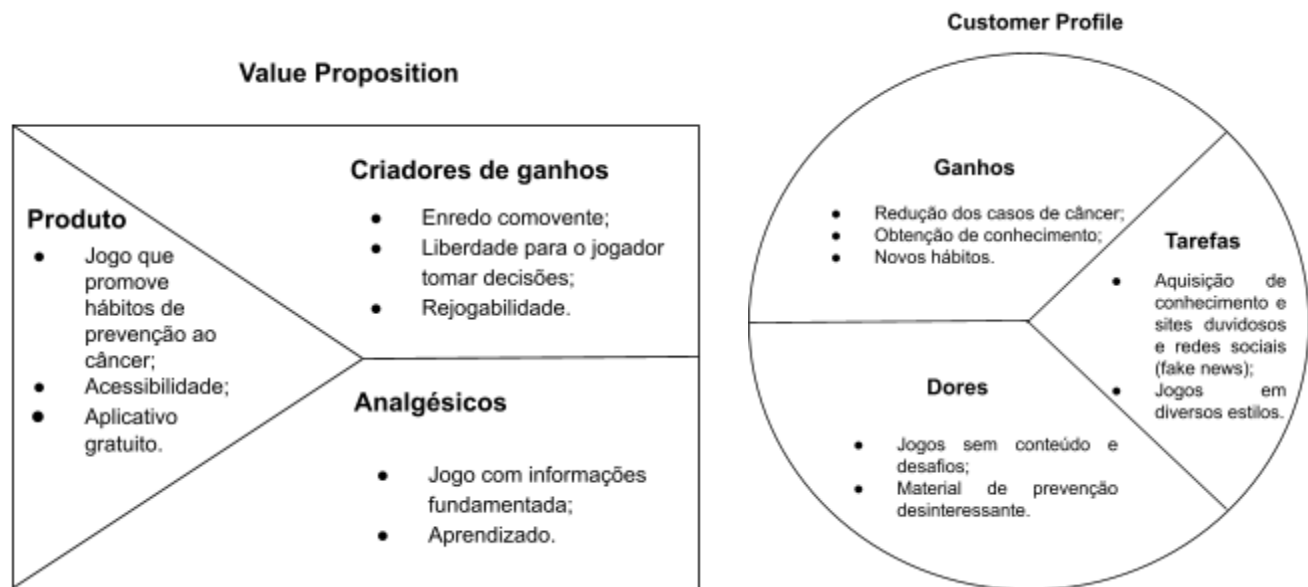 Value Proposition
Produto
● Jogo que
promove
hábitos de
prevenção ao
câncer;
● Acessibilidade;
● Aplicativo
gratuito.
Criadores de ganhos
● Enredo comovente;
● Liberdade para o jogador
tomar decisões;
● Rejogabilidade.
Analgésicos
● Jogo com informações
fundamentada;
● Aprendizado.
Customer Profile
Ganhos
● Redução dos casos de câncer;
● Obtenção de conhecimento;
● Novos hábitos.
Tarefas
● Aquisição de
conhecimento e
sites duvidosos
e redes sociais
(fake news);
● Jogos em
diversos estilos.
Dores
● Jogos sem conteúdo e
desafios;
● Material de prevenção
desinteressante.